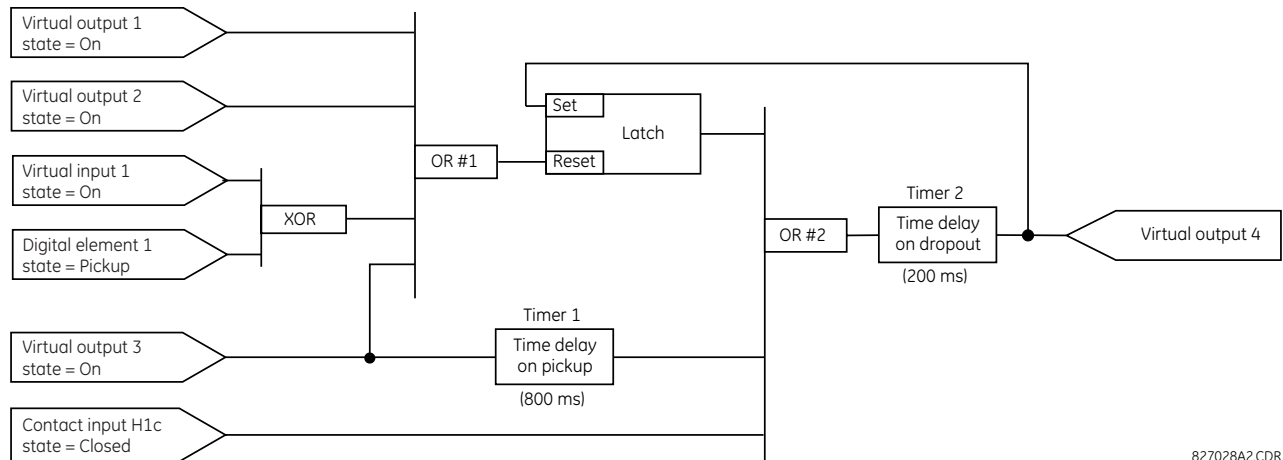 Virtual output 1
state = On
Virtual output 2
state = On
Virtual input 1
state = On
Digital element 1
state = Pickup
Virtual output 3
state = On
Contact input H1c
state = Closed
XOR
OR #1
Set
Latch
Reset
Timer 1
Time delay
on pickup
(800 ms)
OR #2
Timer 2
Time delay
on dropout
(200 ms)
Virtual output 4
827028A2.CDR